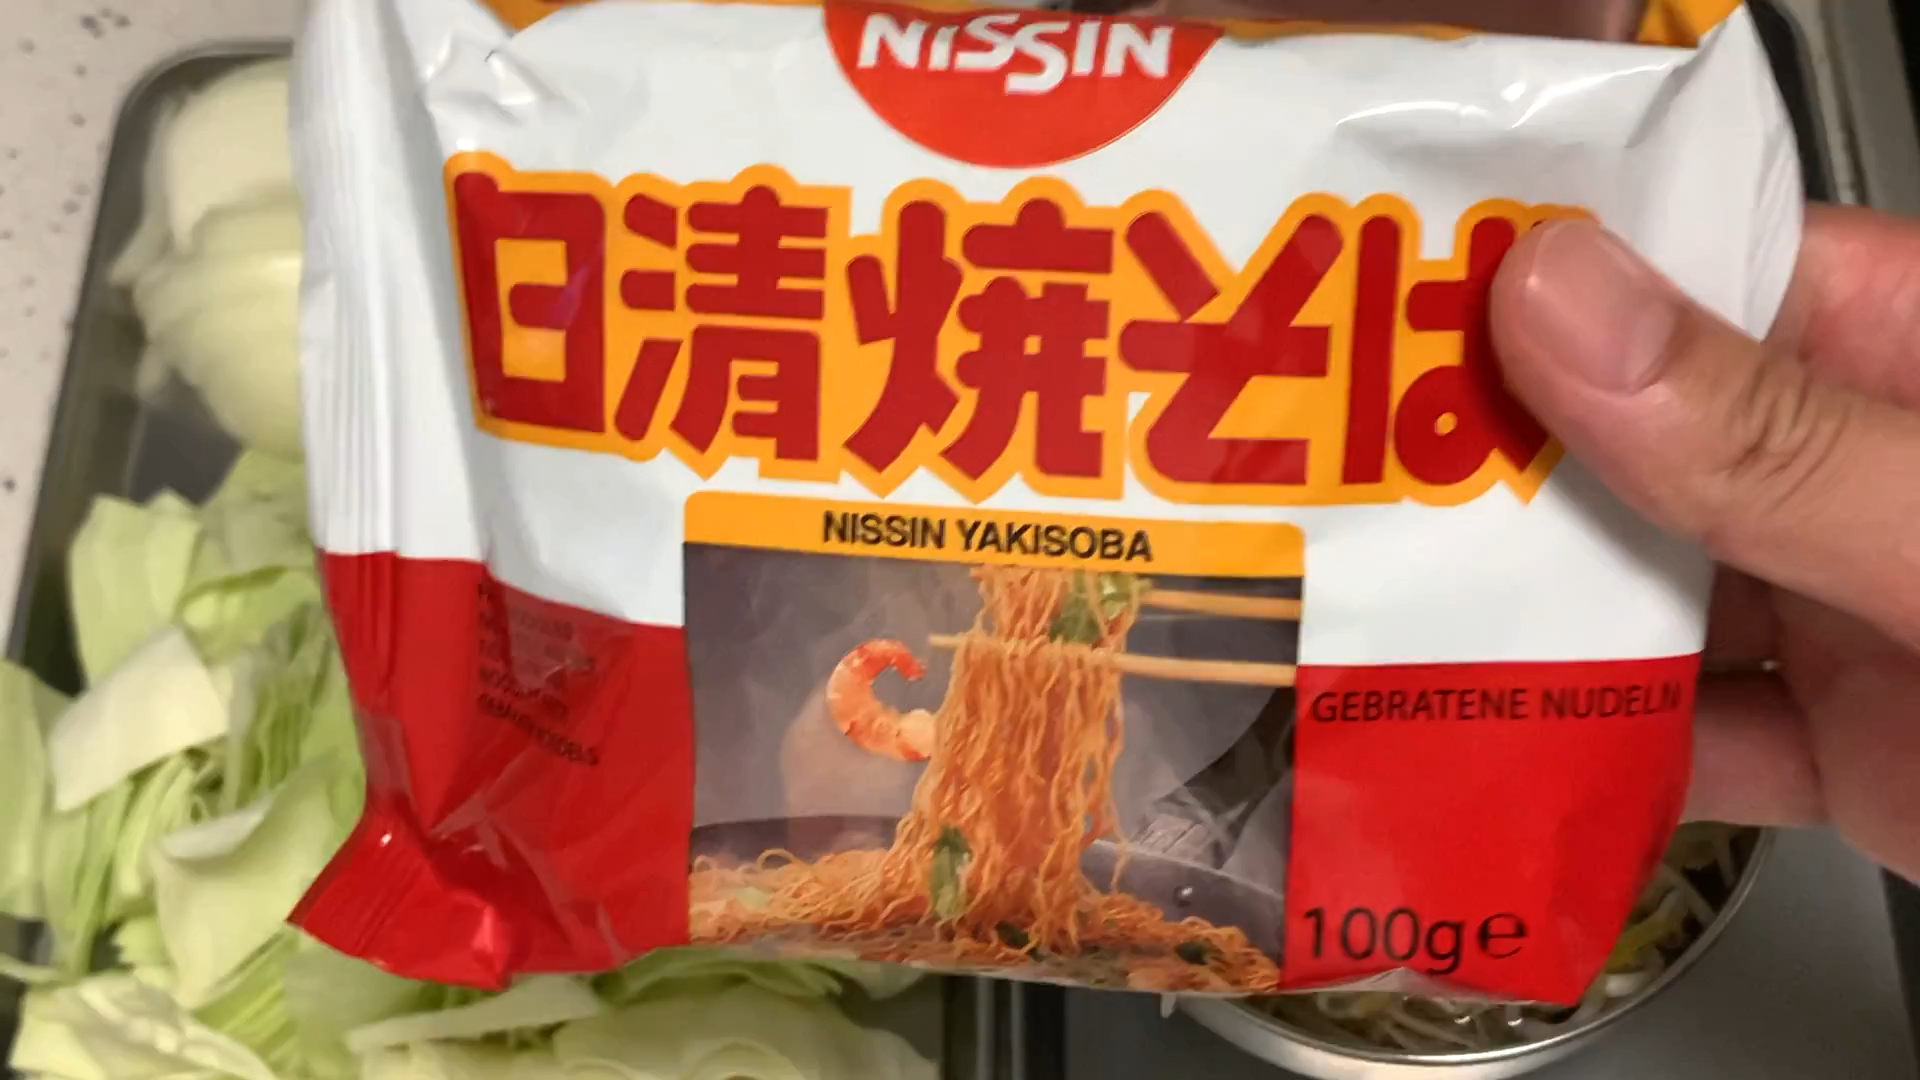 NISSIN
日清焼そば
NISSIN YAKISOBA
GEBRATENE NUDELN
100g℮